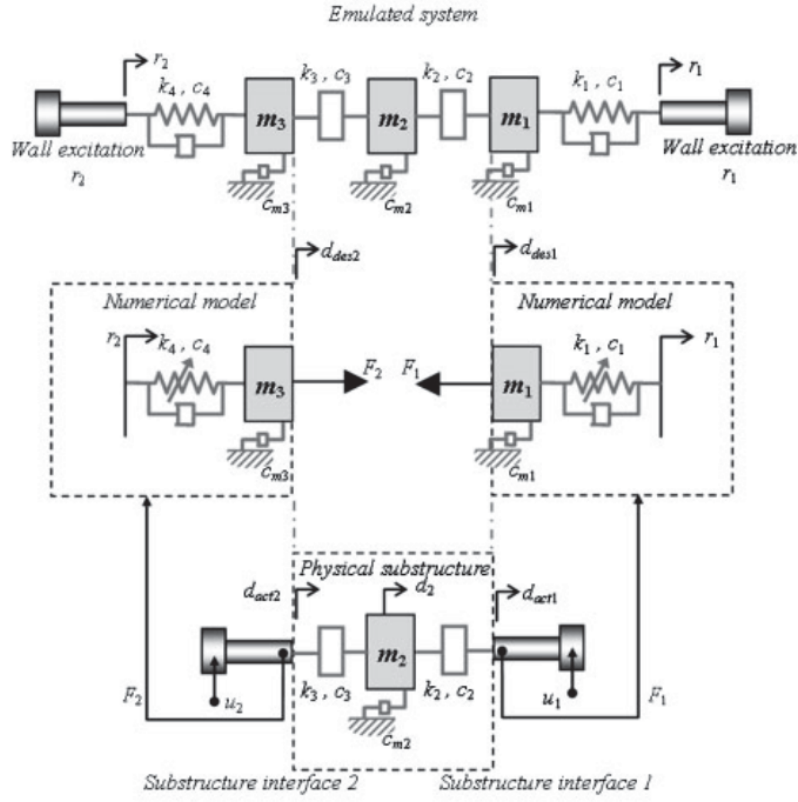 Emulated system
r2
k4 , c4
k3 , c3
k2 , c2
k1 , c1
r1
m3
m2
m1
Wall excitation
r2
Wall excitation
r1
cm3
cm2
cm1
ddes2
ddes1
Numerical model
Numerical model
r2
k4 , c4
F2
F1
k1 , c1
r1
m3
m1
cm3
cm1
Physical substructure
dact2
d2
dact1
m2
F2
u2
k3 , c3
k2 , c2
u1
F1
cm2
Substructure interface 2
Substructure interface 1